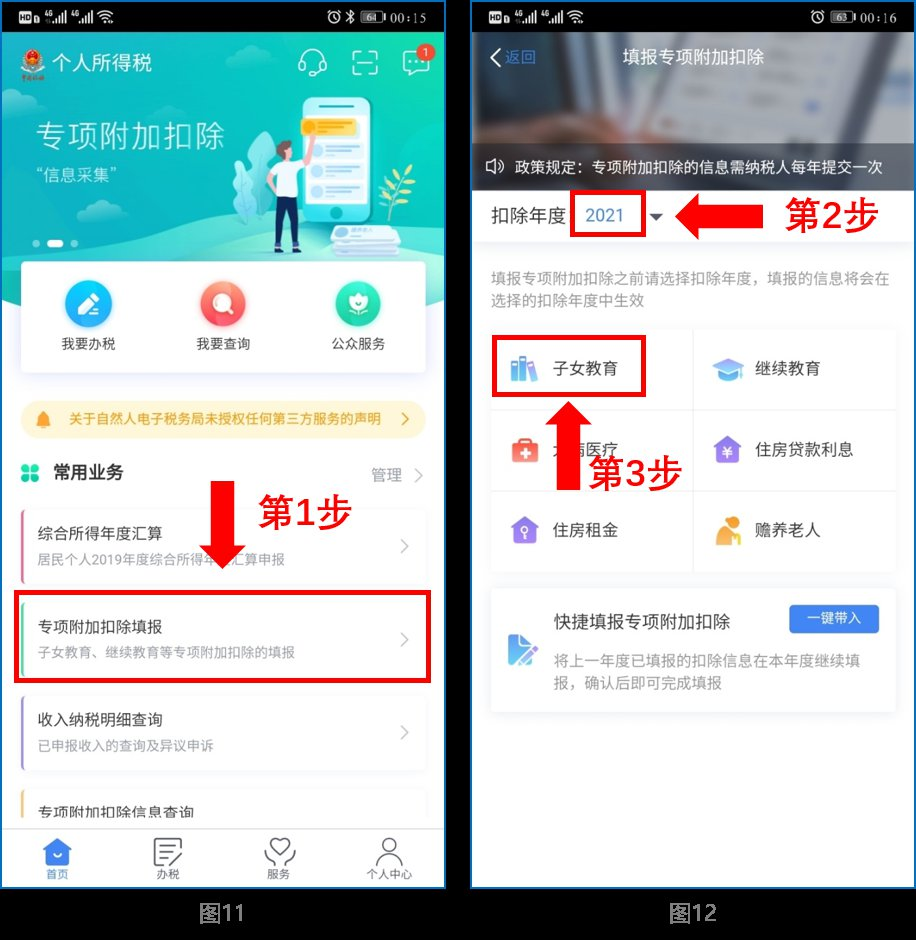 HD 4G 4G 64 00:15
个人所得税
1
专项附加扣除
“信息采集”
我要办税
我要查询
公众服务
关于自然人电子税务局未授权任何第三方服务的声明
常用业务
管理
第1步
综合所得年度汇算
居民个人2019年度综合所得年 汇算申报
专项附加扣除填报
子女教育、继续教育等专项附加扣除的填报
收入纳税明细查询
已申报收入的查询及异议申诉
专项附加扣除信息查询
首页
办税
服务
个人中心
图11
HD 4G 4G 63 00:16
返回
填报专项附加扣除
政策规定：专项附加扣除的信息需纳税人每年提交一次
扣除年度 2021
第2步
填报专项附加扣除之前请选择扣除年度，填报的信息将会在
选择的扣除年度中生效
子女教育
继续教育
医疗
住房贷款利息
第3步
住房租金
赡养老人
快捷填报专项附加扣除
一键带入
将上一年度已填报的扣除信息在本年度继续填
报，确认后即可完成填报
图12